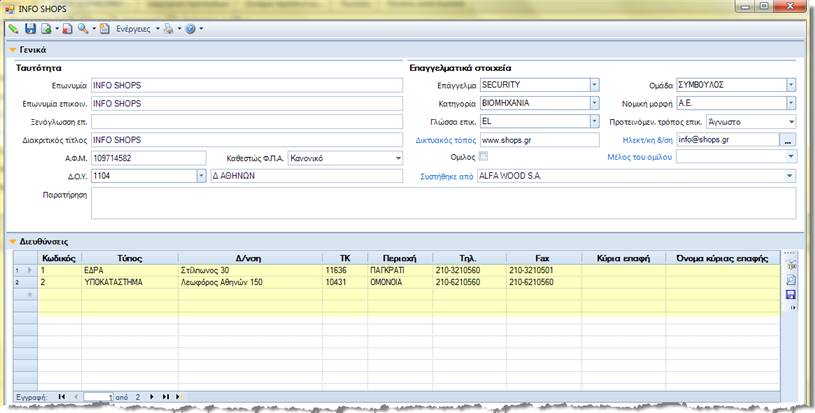 INFO SHOPS
Ενέργειες
Γενικά
Ταυτότητα
Επωνυμία INFO SHOPS
Επωνυμία επικοιν. INFO SHOPS
Ξενόγλωσση επ.
Διακριτικός τίτλος INFO SHOPS
Α.Φ.Μ. 109714582 Καθεστώς Φ.Π.Α. Κανονικό
Δ.Ο.Υ. 1104 Δ ΑΘΗΝΩΝ
Παρατήρηση
Επαγγελματικά στοιχεία
Επάγγελμα SECURITY Ομάδα ΣΥΜΒΟΥΛΟΣ
Κατηγορία ΒΙΟΜΗΧΑΝΙΑ Νομική μορφή Α.Ε.
Γλώσσα επικ. EL Προτεινόμεν. τρόπος επικ. Άγνωστο
Δικτυακός τόπος www.shops.gr Ηλεκτ/κη δ/ση info@shops.gr ...
Ομιλος Μέλος του ομίλου
Συστήθηκε από ALFA WOOD S.A.
Διευθύνσεις
Κωδικός Τύπος Δ/νση ΤΚ Περιοχή Τηλ. Fax Κύρια επαφή Όνομα κύριας επαφής
1 1 ΕΔΡΑ Στίλπωνος 30 11636 ΠΑΓΚΡΑΤΙ 210-3210560 210-3210501
2 2 ΥΠΟΚΑΤΑΣΤΗΜΑ Λεωφόρος Αθηνών 150 10431 ΟΜΟΝΟΙΑ 210-6210560 210-6210560
Εγγραφή: 1 από 2